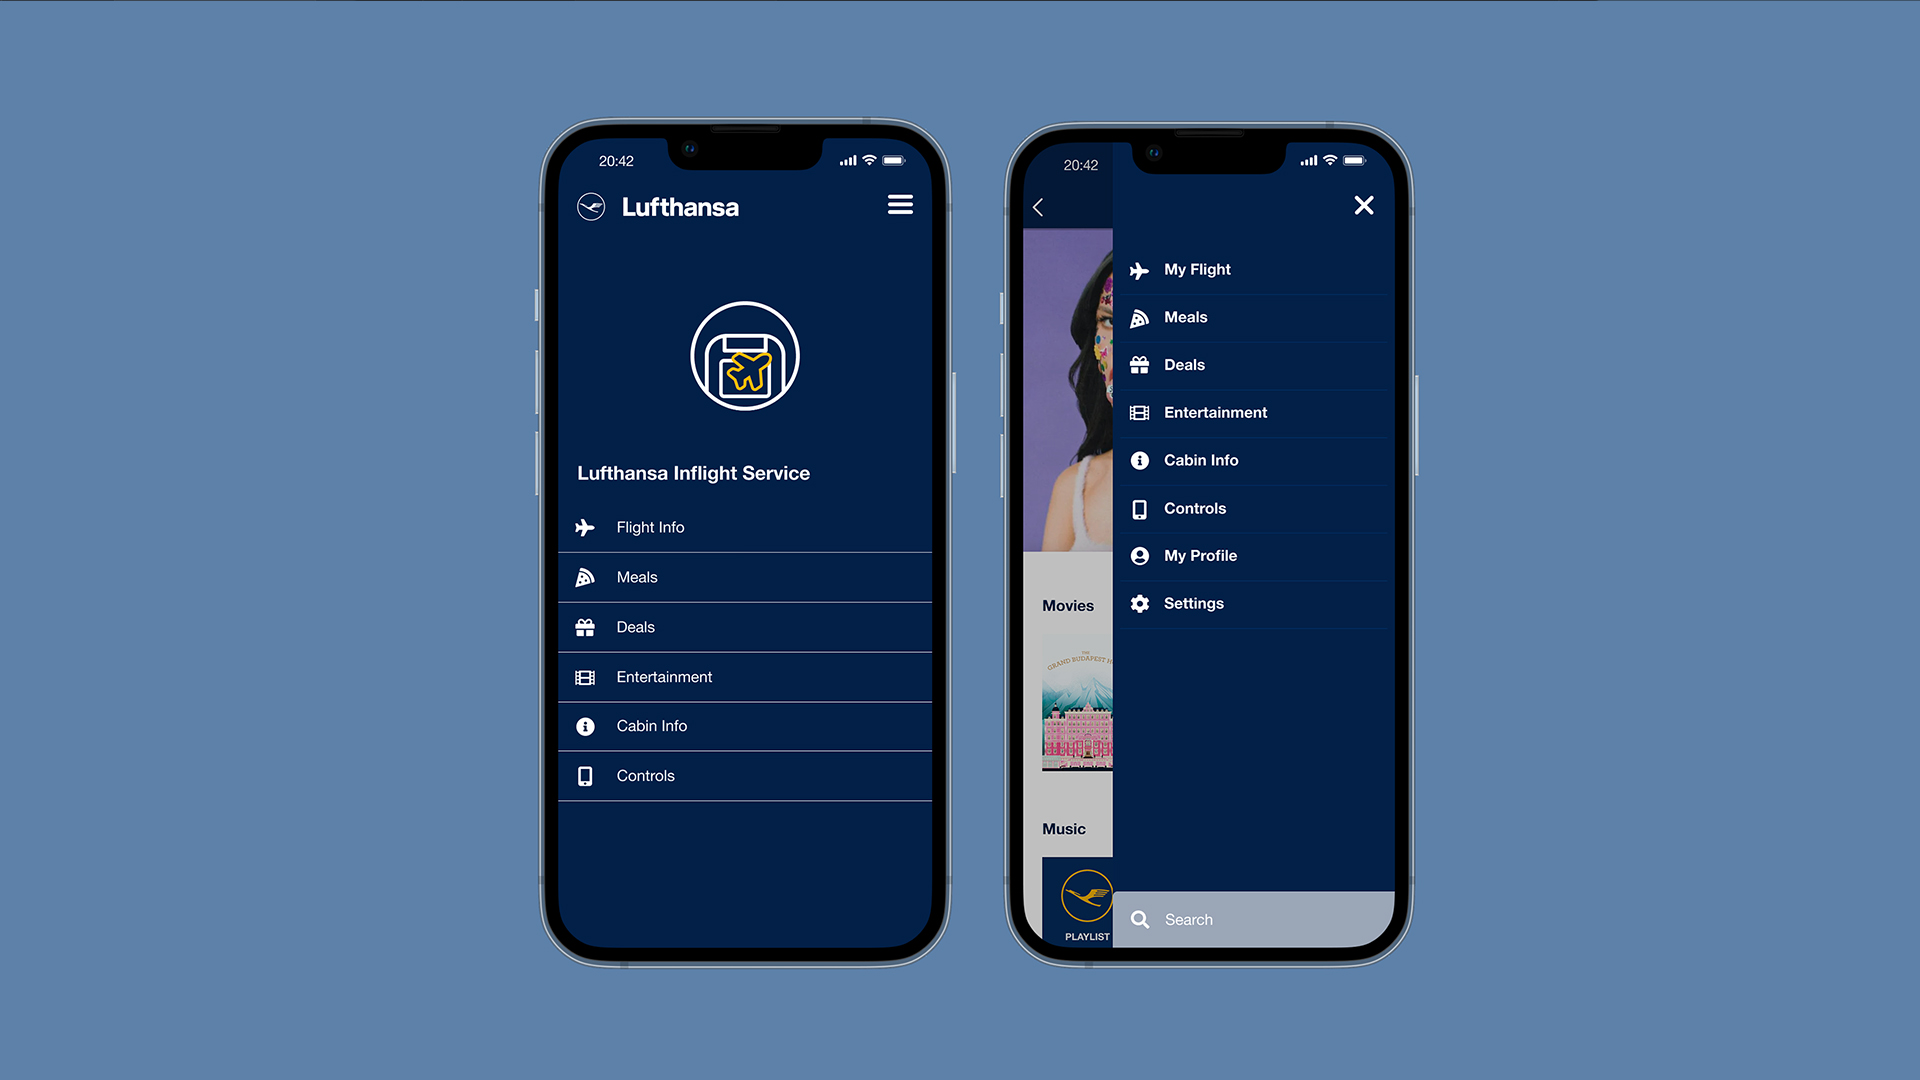 20:42
Lufthansa
Lufthansa Inflight Service
Flight Info
Meals
Deals
Entertainment
Cabin Info
Controls
20:42
My Flight
Meals
Deals
Entertainment
Cabin Info
Controls
My Profile
Settings
Movies
THE
GRAND BUDAPEST H
Music
PLAYLIST
Search